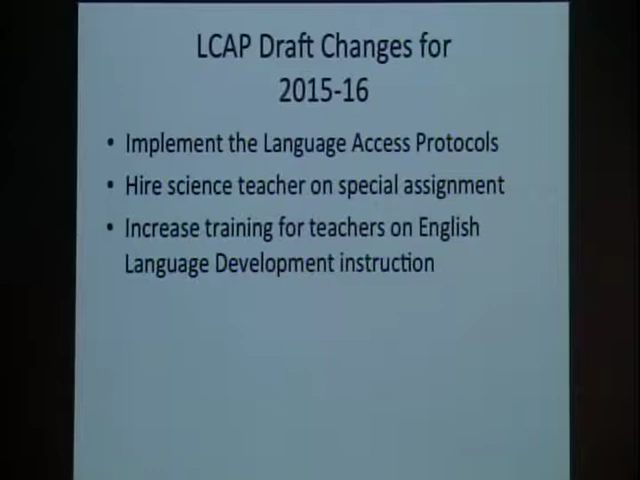 LCAP Draft Changes for
2015-16
• Implement the Language Access Protocols
• Hire science teacher on special assignment
• Increase training for teachers on English
Language Development instruction